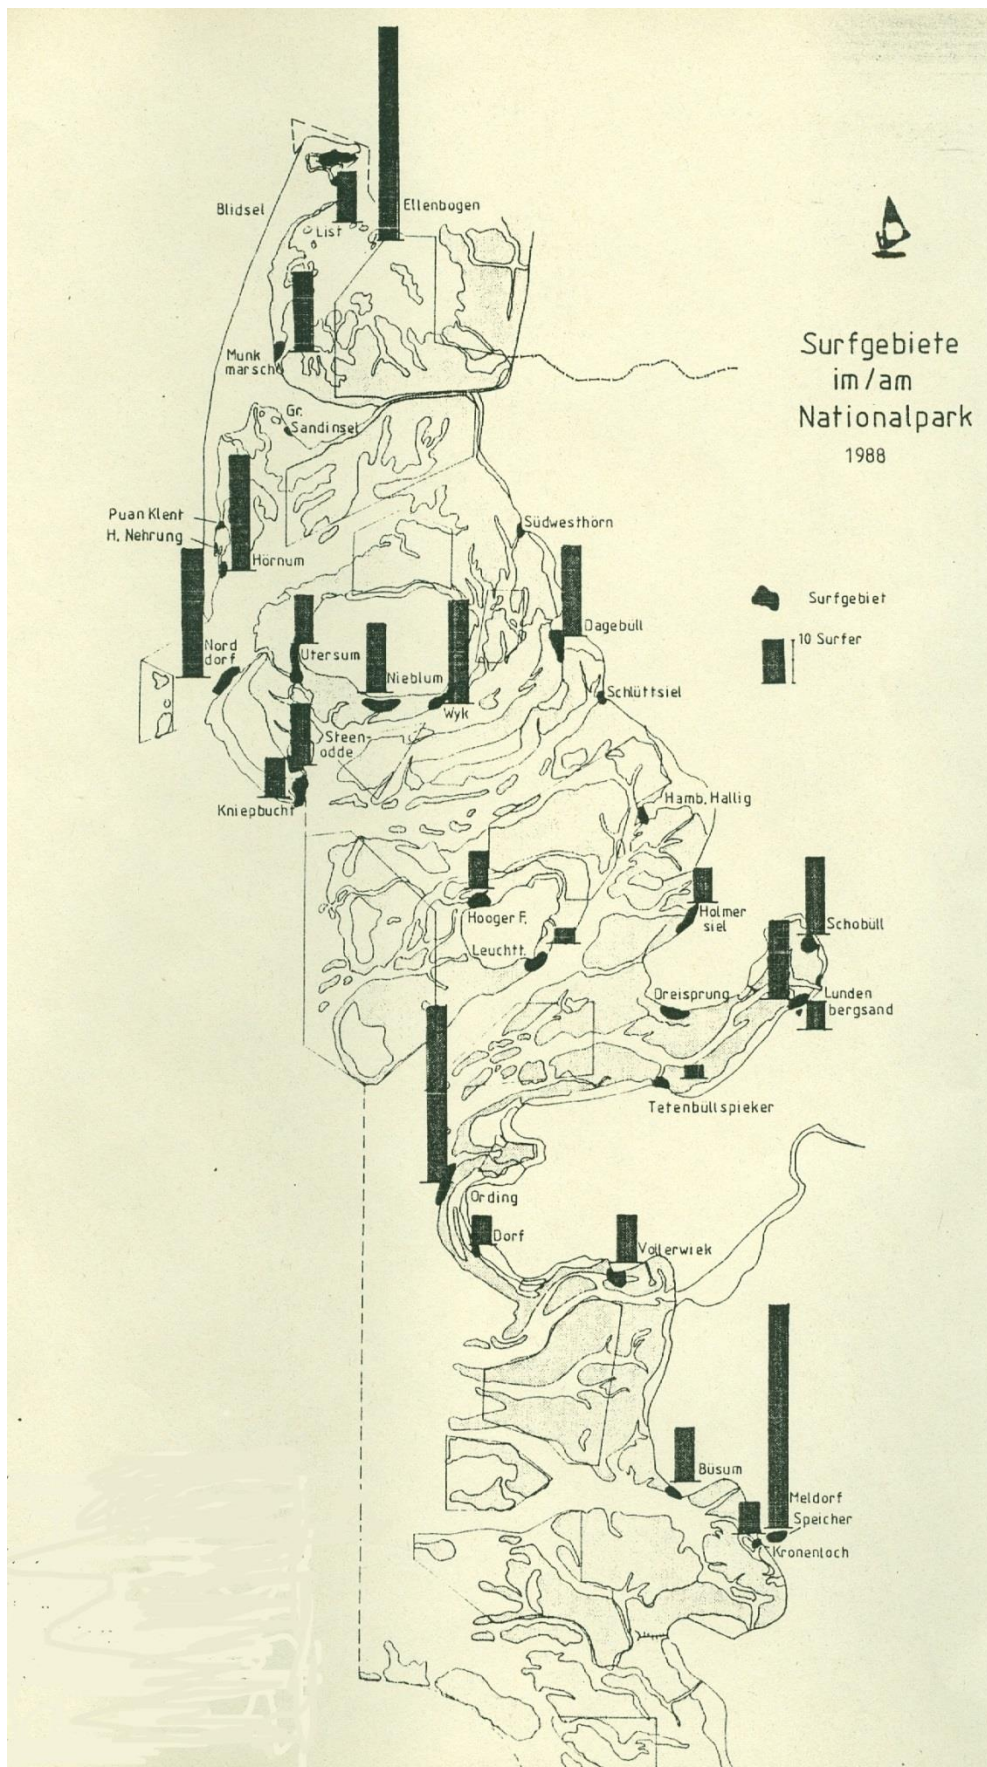 Blidsel
Ellenbogen
List
Munk
marsch
Surfgebiete
im/am
Nationalpark
1988
Gr.
Sandinsel
Puan Klent
H. Nehrung
Hörnum
Südwesthörn
Surfgebiet
10 Surfer
Dagebüll
Nord
dorf
Utersum
Nieblum
Wyk
Schlüttsiel
Steen-
odde
Kniepbucht
Hamb. Hallig
Hooger F.
Leuchtt.
Holmer
siel
Schobüll
Dreisprung
Lunden
bergsand
Tetenbüllspieker
Ording
Dorf
Vollerwiek
Büsum
Meldorf
Speicher
Kronenloch